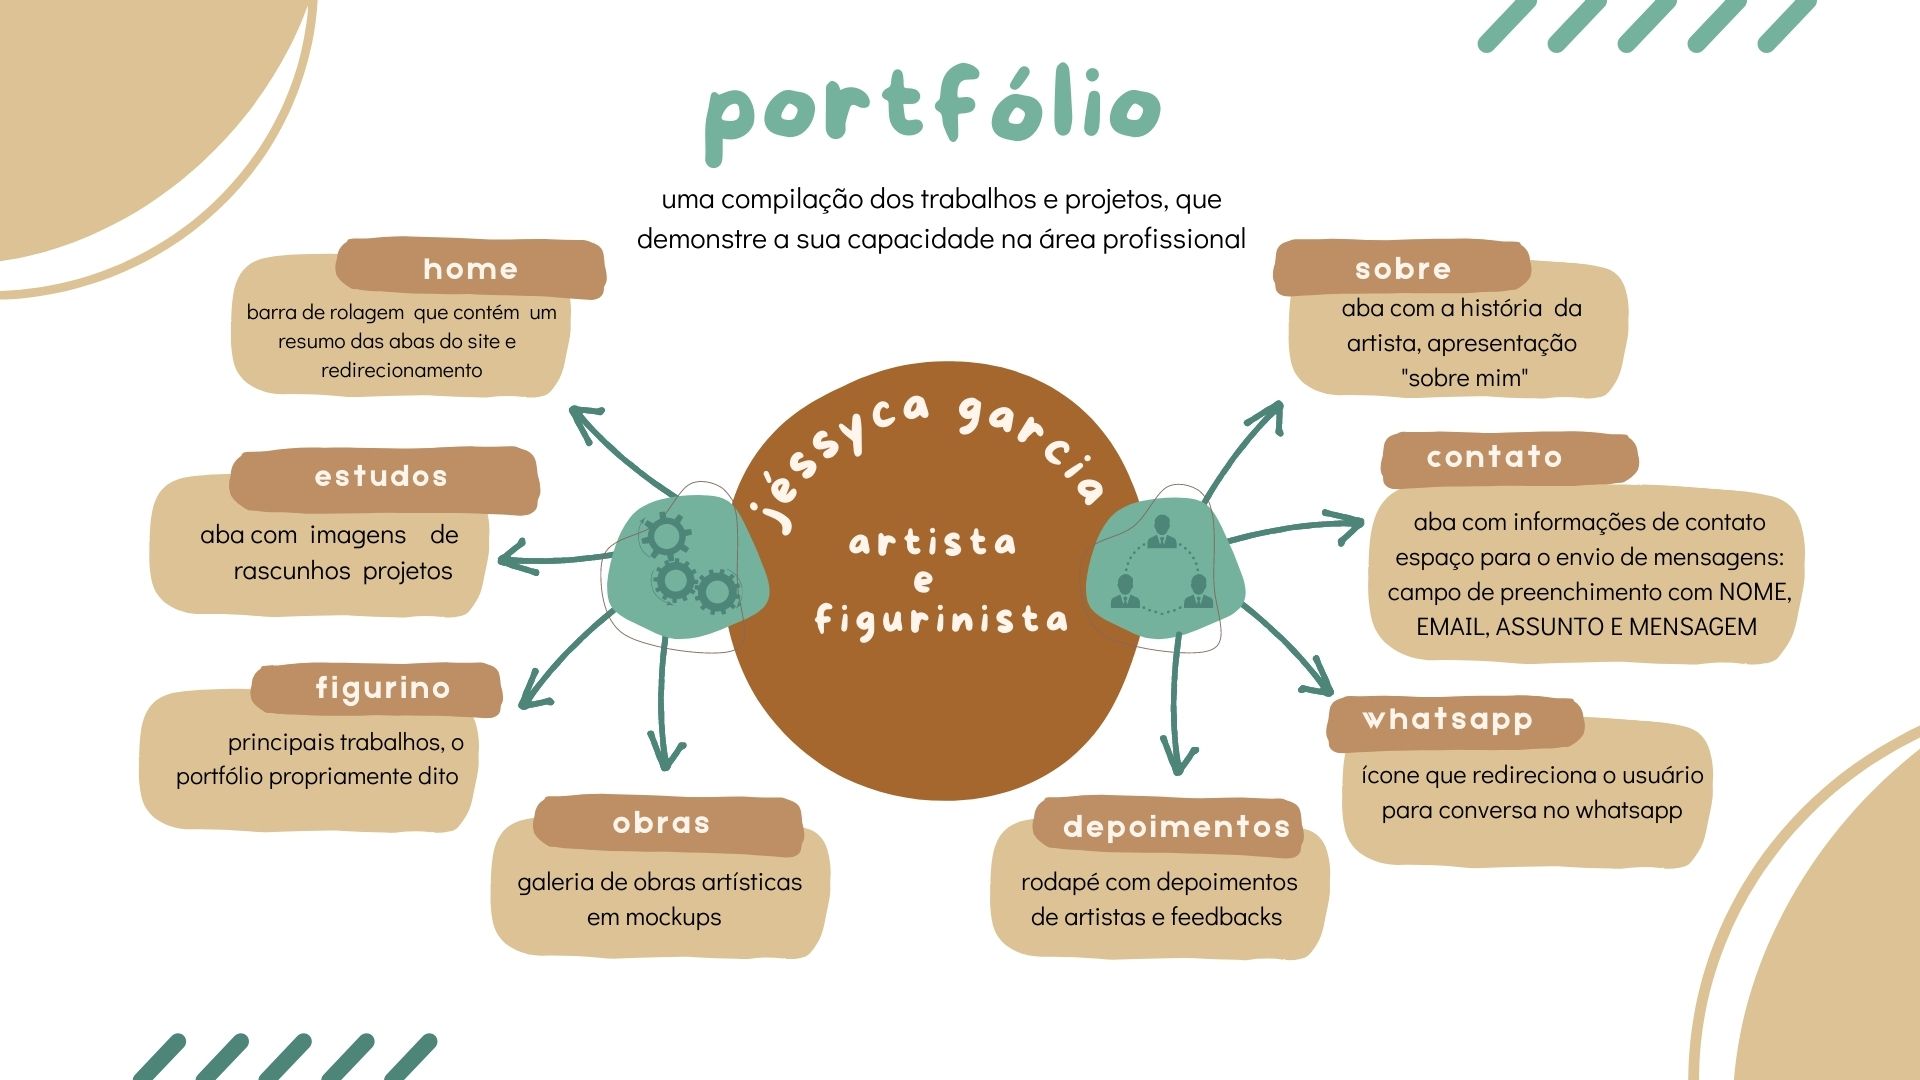 portfólio
uma compilação dos trabalhos e projetos, que
demonstre a sua capacidade na área profissional
home
barra de rolagem que contém um
resumo das abas do site e
redirecionamento
estudos
aba com imagens de
rascunhos projetos
figurino
principais trabalhos, o
portfólio propriamente dito
obras
galeria de obras artísticas
em mockups
jéssyca garcia
artista
e
figurinista
sobre
aba com a história da
artista, apresentação
"sobre mim"
contato
aba com informações de contato
espaço para o envio de mensagens:
campo de preenchimento com NOME,
EMAIL, ASSUNTO E MENSAGEM
whatsapp
ícone que redireciona o usuário
para conversa no whatsapp
depoimentos
rodapé com depoimentos
de artistas e feedbacks